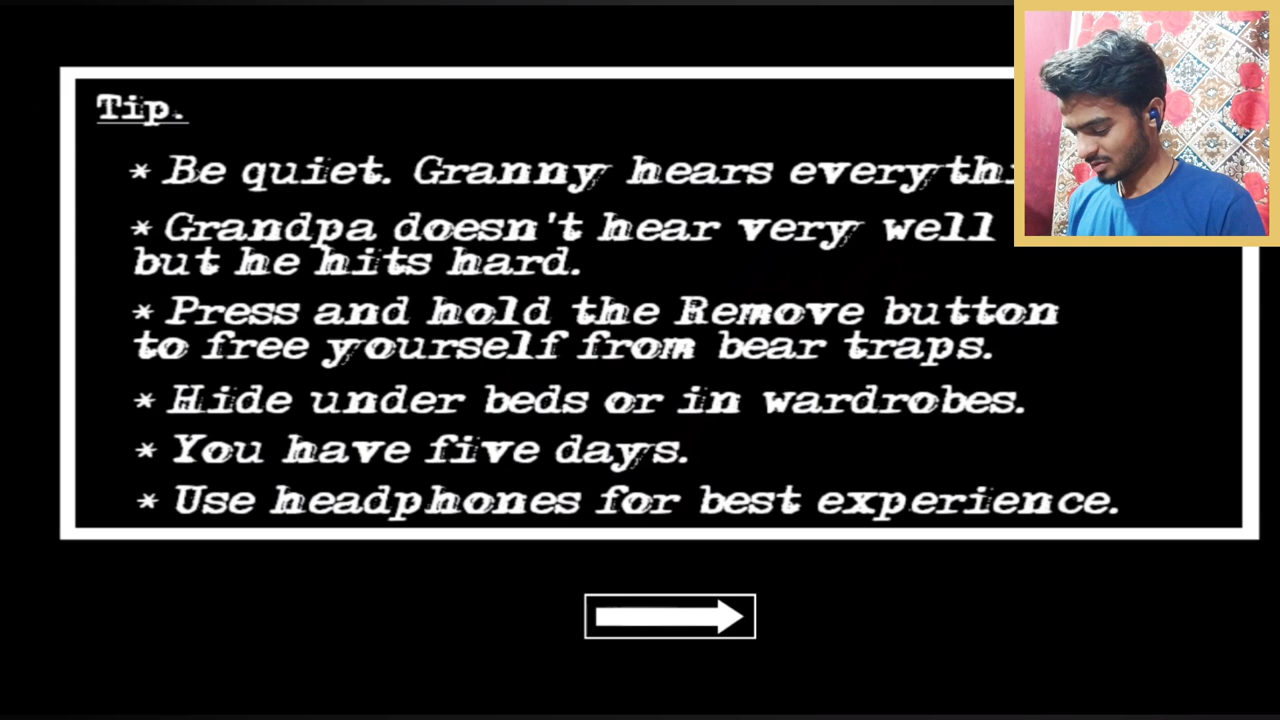 Tip.
* Be quiet. Granny hears
* Grandpa doesn't hear very well
but he hits hard.
* Press and hold the Remove button
to free yourself from bear traps.
* Hide under beds or in wardrobes.
* You have five days.
* Use headphones for best experience.